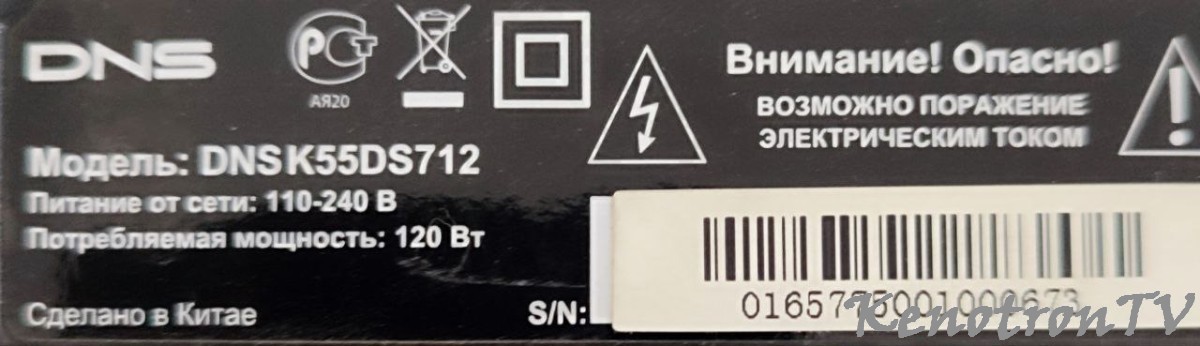 DNS
РСТ
АЯ20
Внимание! Опасно!
ВОЗМОЖНО ПОРАЖЕНИЕ
ЭЛЕКТРИЧЕСКИМ ТОКОМ
Модель: DNS K55DS712
Питание от сети: 110-240 В
Потребляемая мощность: 120 Вт
Сделано в Китае
S/N:
KenotronTV